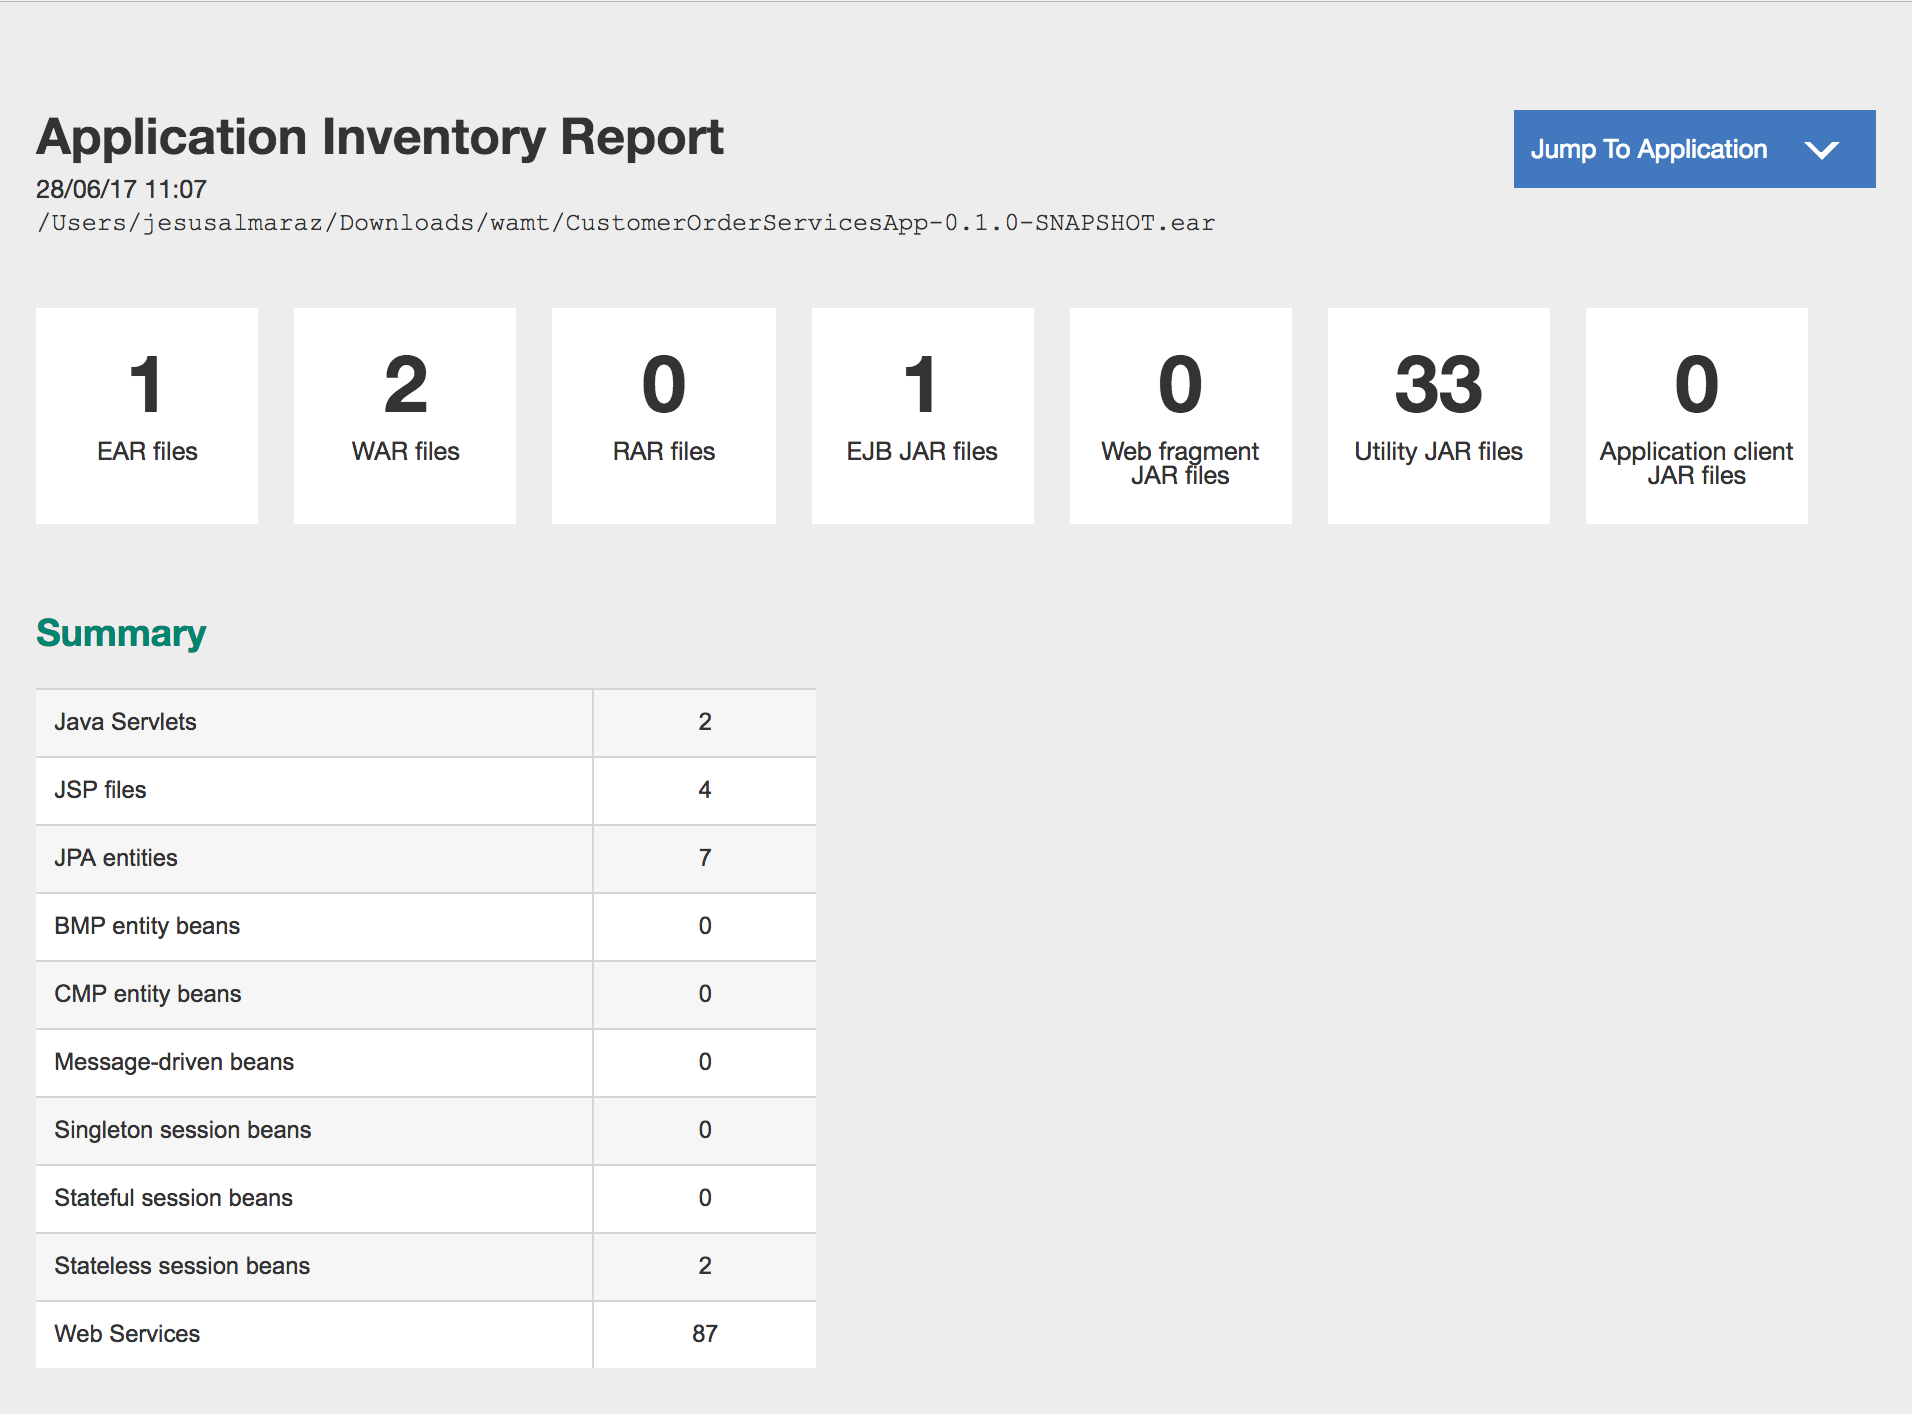 Application Inventory Report
Jump To Application
28/06/17 11:07
/Users/jesusalmaraz/Downloads/wamt/CustomerOrderServicesApp-0.1.0-SNAPSHOT.ear
1
EAR files
2
WAR files
0
RAR files
1
EJB JAR files
0
Web fragment
JAR files
33
Utility JAR files
0
Application client
JAR files
Summary
Java Servlets 2
JSP files 4
JPA entities 7
BMP entity beans 0
CMP entity beans 0
Message-driven beans 0
Singleton session beans 0
Stateful session beans 0
Stateless session beans 2
Web Services 87